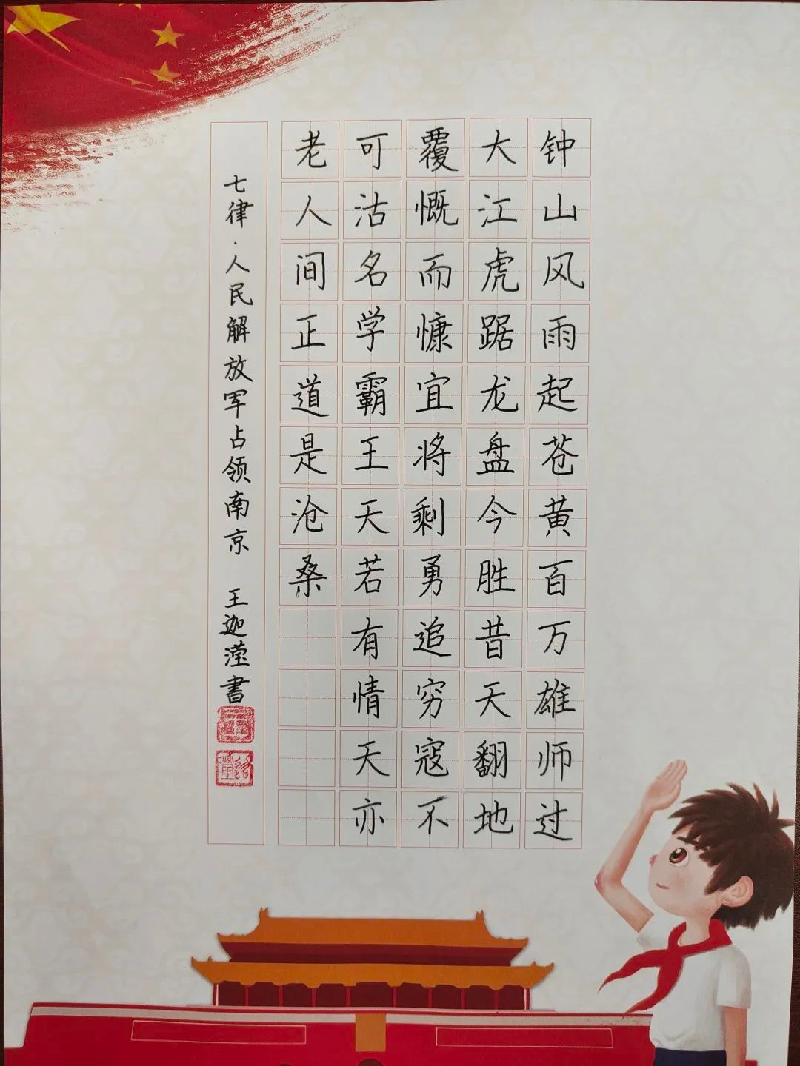 钟山风雨起苍黄百万雄师过
大江虎踞龙盘今胜昔天翻地
覆慨而慷宜将剩勇追穷寇不
可沽名学霸王天若有情天亦
老人间正道是沧桑
七律·人民解放军占领南京 王迦滢书